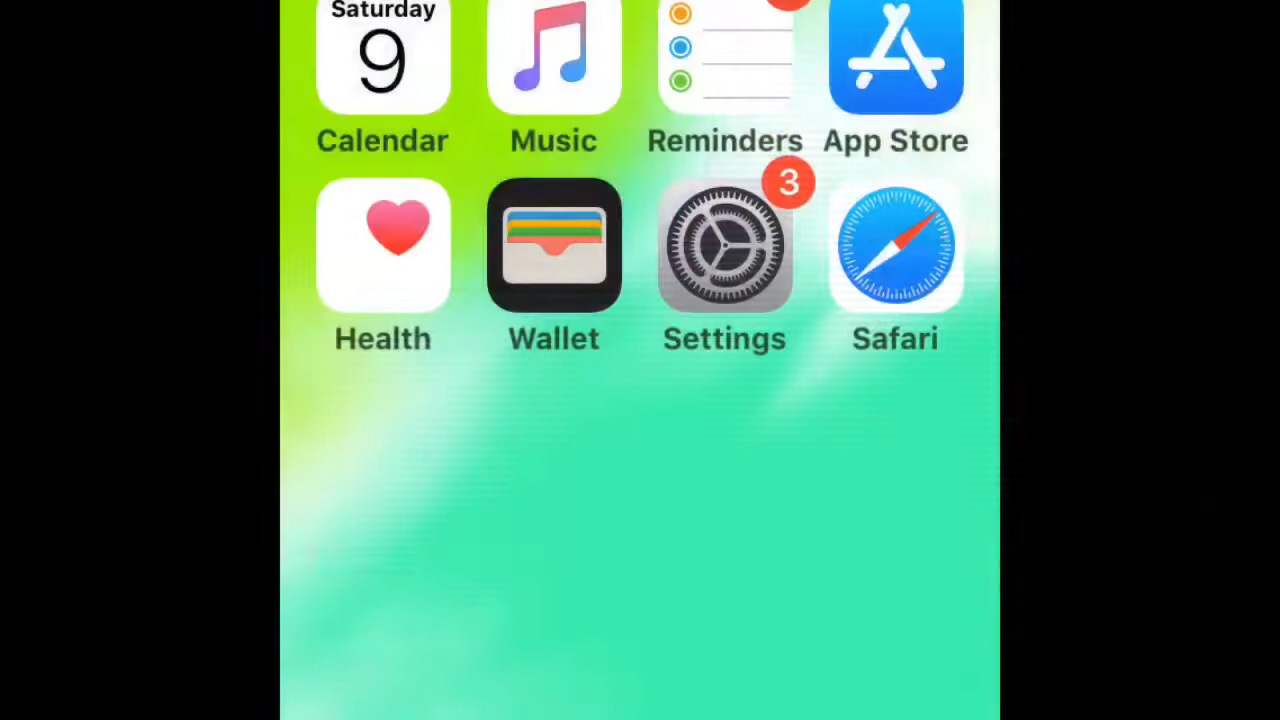 Saturday
9
Calendar
Music
Reminders
App Store
3
Health
Wallet
Settings
Safari